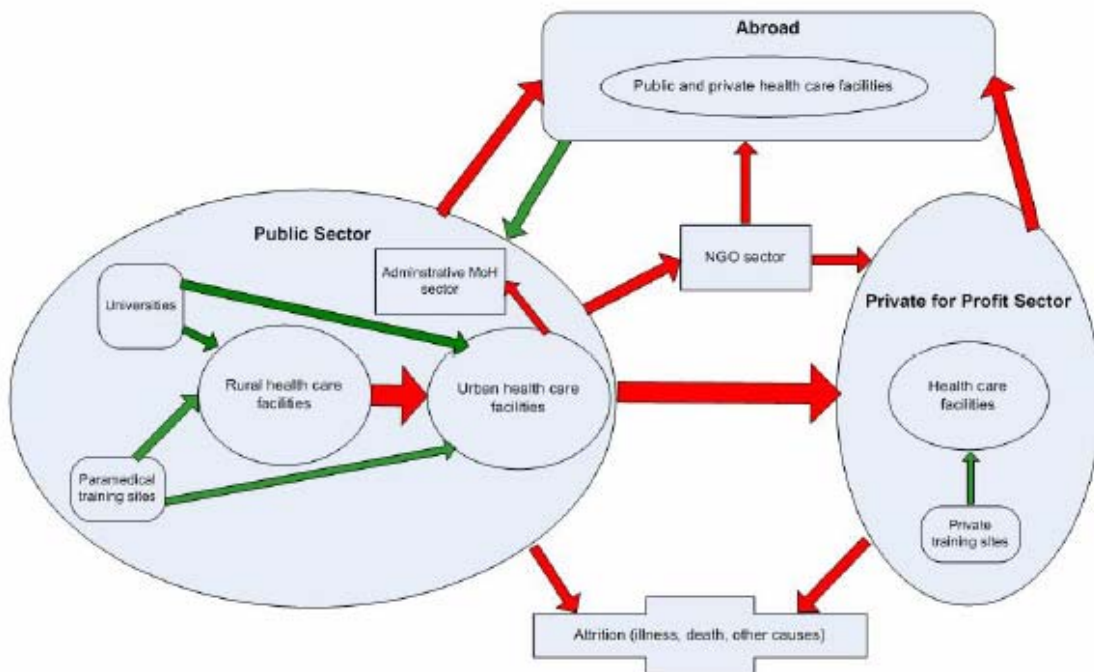 Abroad
Public and private health care facilities
Public Sector
Adminstrative MoH
sector
NGO sector
Universities
Private for Profit Sector
Rural health care
facilities
Urban health care
facilities
Health care
facilities
Paramedical
training sites
Private
training sites
Attrition (illness, death, other causes)